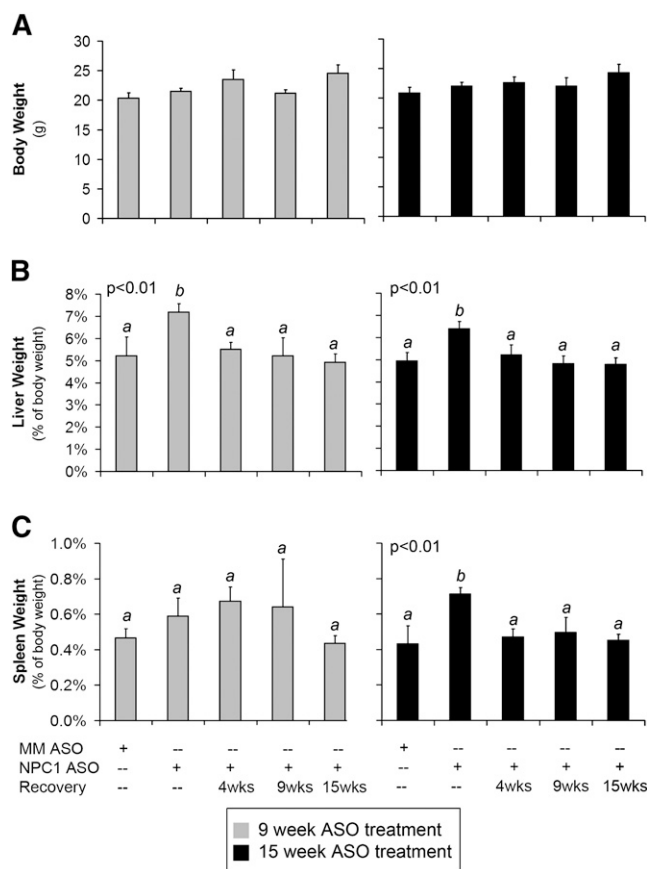 A
Body Weight
(g)
30
25
20
15
10
5
0
B
Liver Weight
(% of body weight)
p<0.01
p<0.01
8%
7%
6%
5%
4%
3%
2%
1%
0%
a b a a a
a b a a a
C
Spleen Weight
(% of body weight)
p<0.01
1.0%
0.8%
0.6%
0.4%
0.2%
0.0%
a a a a a
a b a a a
MM ASO + -- -- -- -- + -- -- -- --
NPC1 ASO -- + + + + -- + + + +
Recovery -- -- 4wks 9wks 15wks -- -- 4wks 9wks 15wks
9 week ASO treatment
15 week ASO treatment